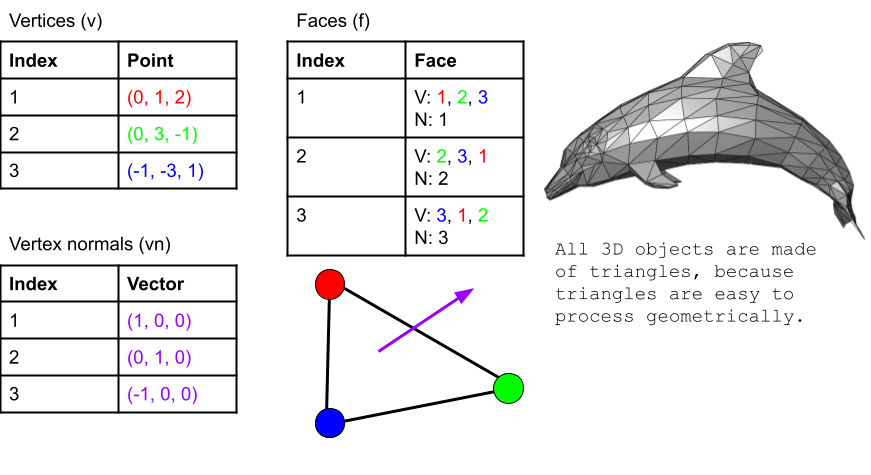 Vertices (v)
Index Point
1 (0, 1, 2)
2 (0, 3, -1)
3 (-1, -3, 1)
Vertex normals (vn)
Index Vector
1 (1, 0, 0)
2 (0, 1, 0)
3 (-1, 0, 0)
Faces (f)
Index Face
1 V: 1, 2, 3
N: 1
2 V: 2, 3, 1
N: 2
3 V: 3, 1, 2
N: 3
All 3D objects are made
of triangles, because
triangles are easy to
process geometrically.